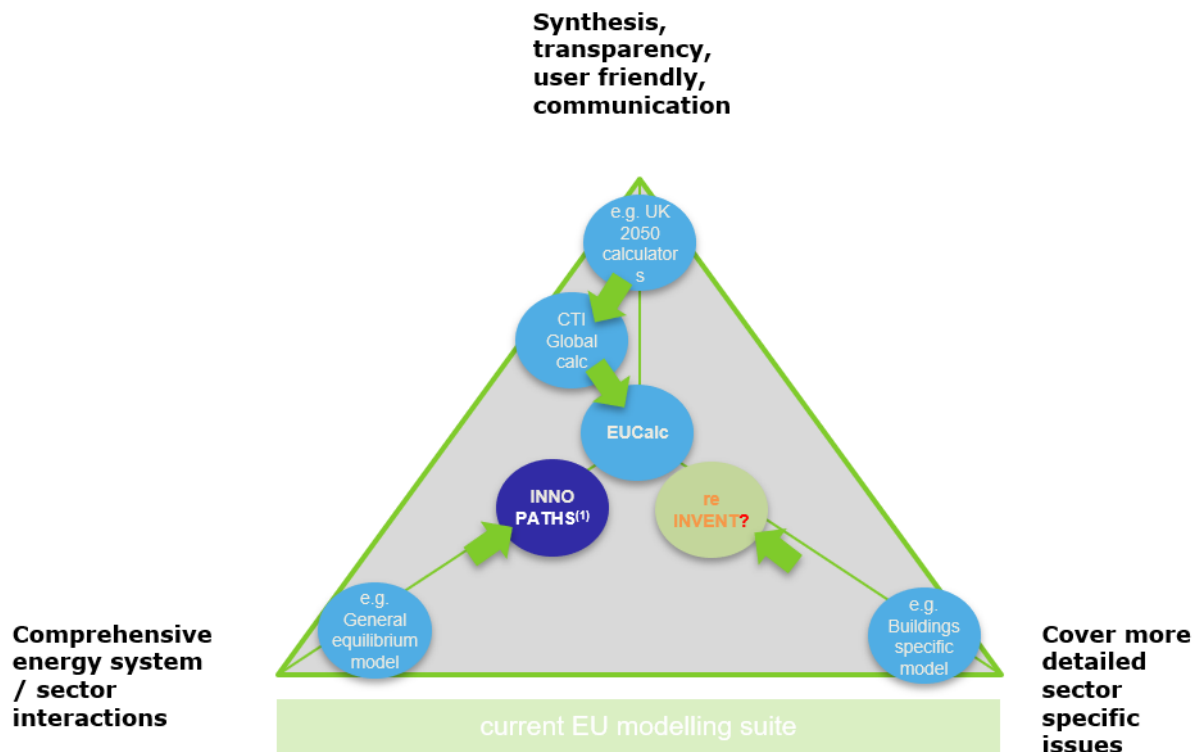 Synthesis,
transparency,
user friendly,
communication
e.g. UK
2050
calculator
s
CTI
Global
calc
EUCalc
INNO
PATHS(1)
re
INVENT?
e.g.
General
equilibrium
model
e.g.
Buildings
specific
model
Comprehensive
energy system
/ sector
interactions
Cover more
detailed
sector
specific
issues
current EU modelling suite